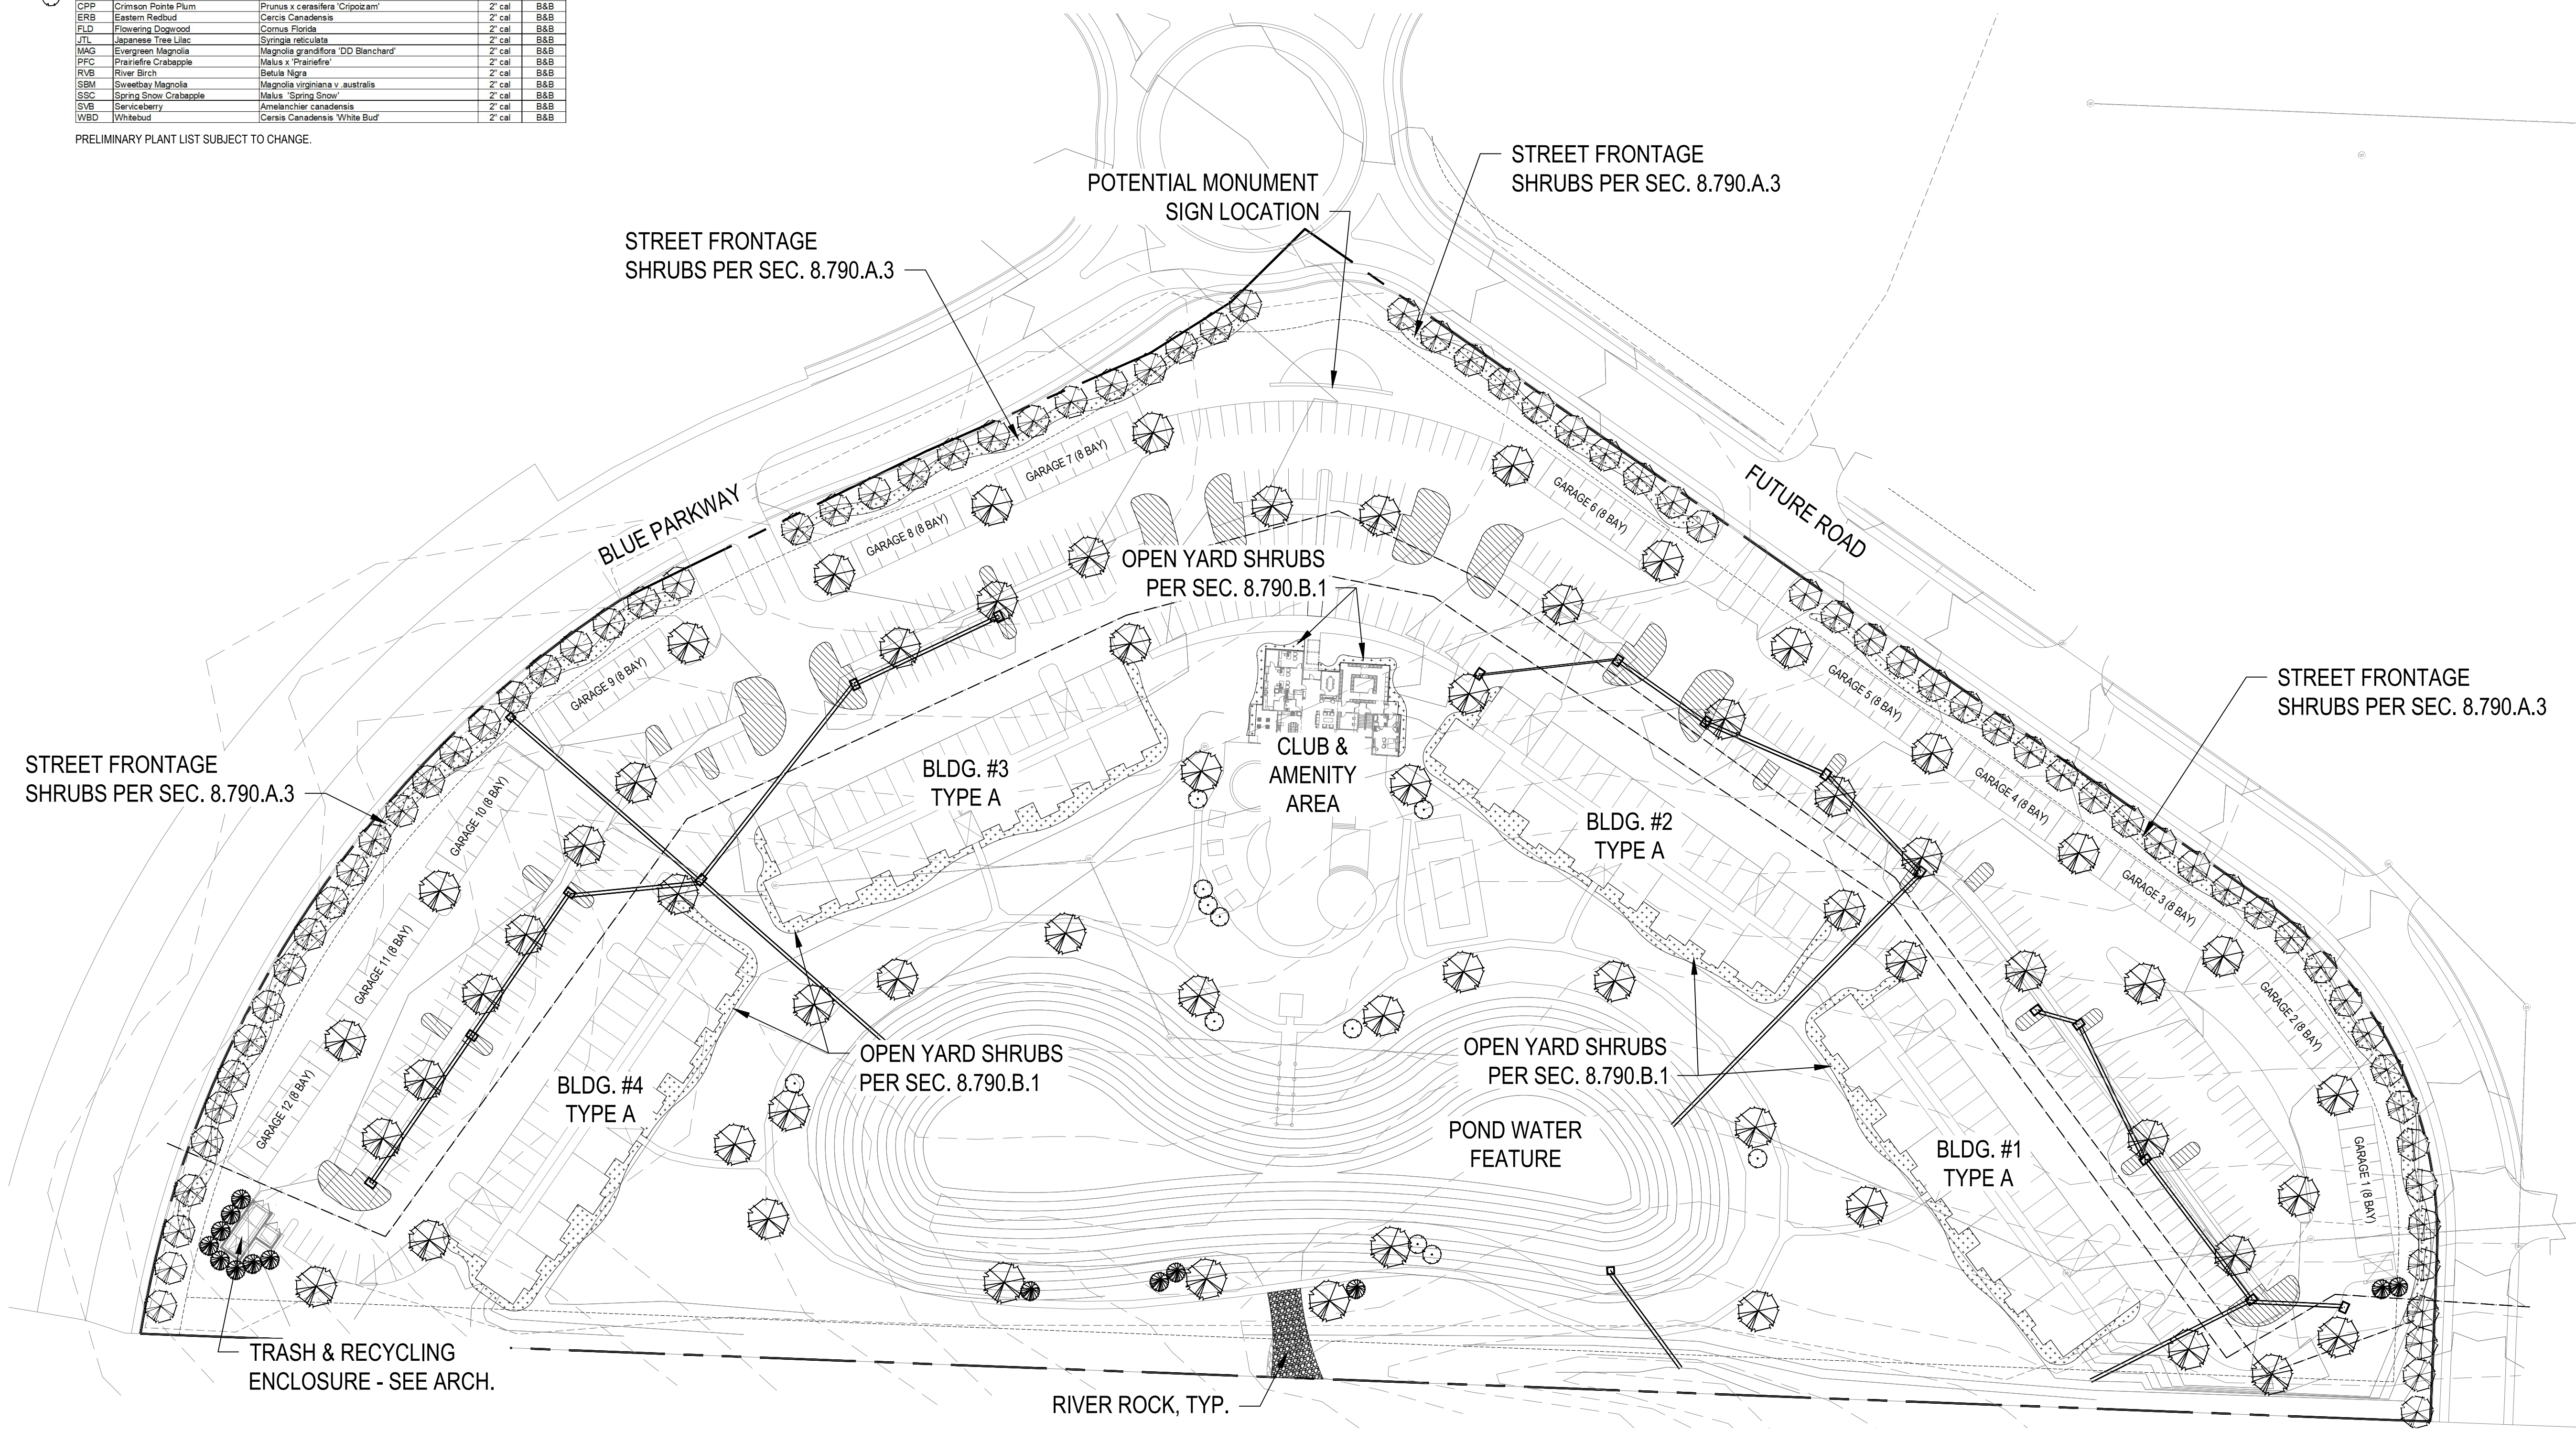 CPP Crimson Pointe Plum Prunus x cerasifera 'Cripoizam' 2" cal B&B
ERB Eastern Redbud Cercis Canadensis 2" cal B&B
FLD Flowering Dogwood Cornus Florida 2" cal B&B
JTL Japanese Tree Lilac Syringia reticulata 2" cal B&B
MAG Evergreen Magnolia Magnolia grandiflora 'DD Blanchard' 2" cal B&B
PFC Prairiefire Crabapple Malus x 'Prairiefire' 2" cal B&B
RVB River Birch Betula Nigra 2" cal B&B
SBM Sweetbay Magnolia Magnolia virginiana v .australis 2" cal B&B
SSC Spring Snow Crabapple Malus 'Spring Snow' 2" cal B&B
SVB Serviceberry Amelanchier canadensis 2" cal B&B
WBD Whitebud Cersis Canadensis 'White Bud' 2" cal B&B
PRELIMINARY PLANT LIST SUBJECT TO CHANGE.
STREET FRONTAGE
SHRUBS PER SEC. 8.790.A.3
POTENTIAL MONUMENT
SIGN LOCATION
STREET FRONTAGE
SHRUBS PER SEC. 8.790.A.3
BLUE PARKWAY
FUTURE ROAD
GARAGE 7 (8 BAY)
GARAGE 8 (8 BAY)
GARAGE 6 (8 BAY)
OPEN YARD SHRUBS
PER SEC. 8.790.B.1
GARAGE 9 (8 BAY)
GARAGE 5 (8 BAY)
STREET FRONTAGE
SHRUBS PER SEC. 8.790.A.3
STREET FRONTAGE
SHRUBS PER SEC. 8.790.A.3
GARAGE 10 (8 BAY)
BLDG. #3
TYPE A
CLUB &
AMENITY
AREA
BLDG. #2
TYPE A
GARAGE 4 (8 BAY)
GARAGE 3 (8 BAY)
GARAGE 11 (8 BAY)
GARAGE 2 (8 BAY)
OPEN YARD SHRUBS
PER SEC. 8.790.B.1
OPEN YARD SHRUBS
PER SEC. 8.790.B.1
BLDG. #4
TYPE A
GARAGE 12 (8 BAY)
POND WATER
FEATURE
BLDG. #1
TYPE A
GARAGE 1 (8 BAY)
TRASH & RECYCLING
ENCLOSURE - SEE ARCH.
RIVER ROCK, TYP.